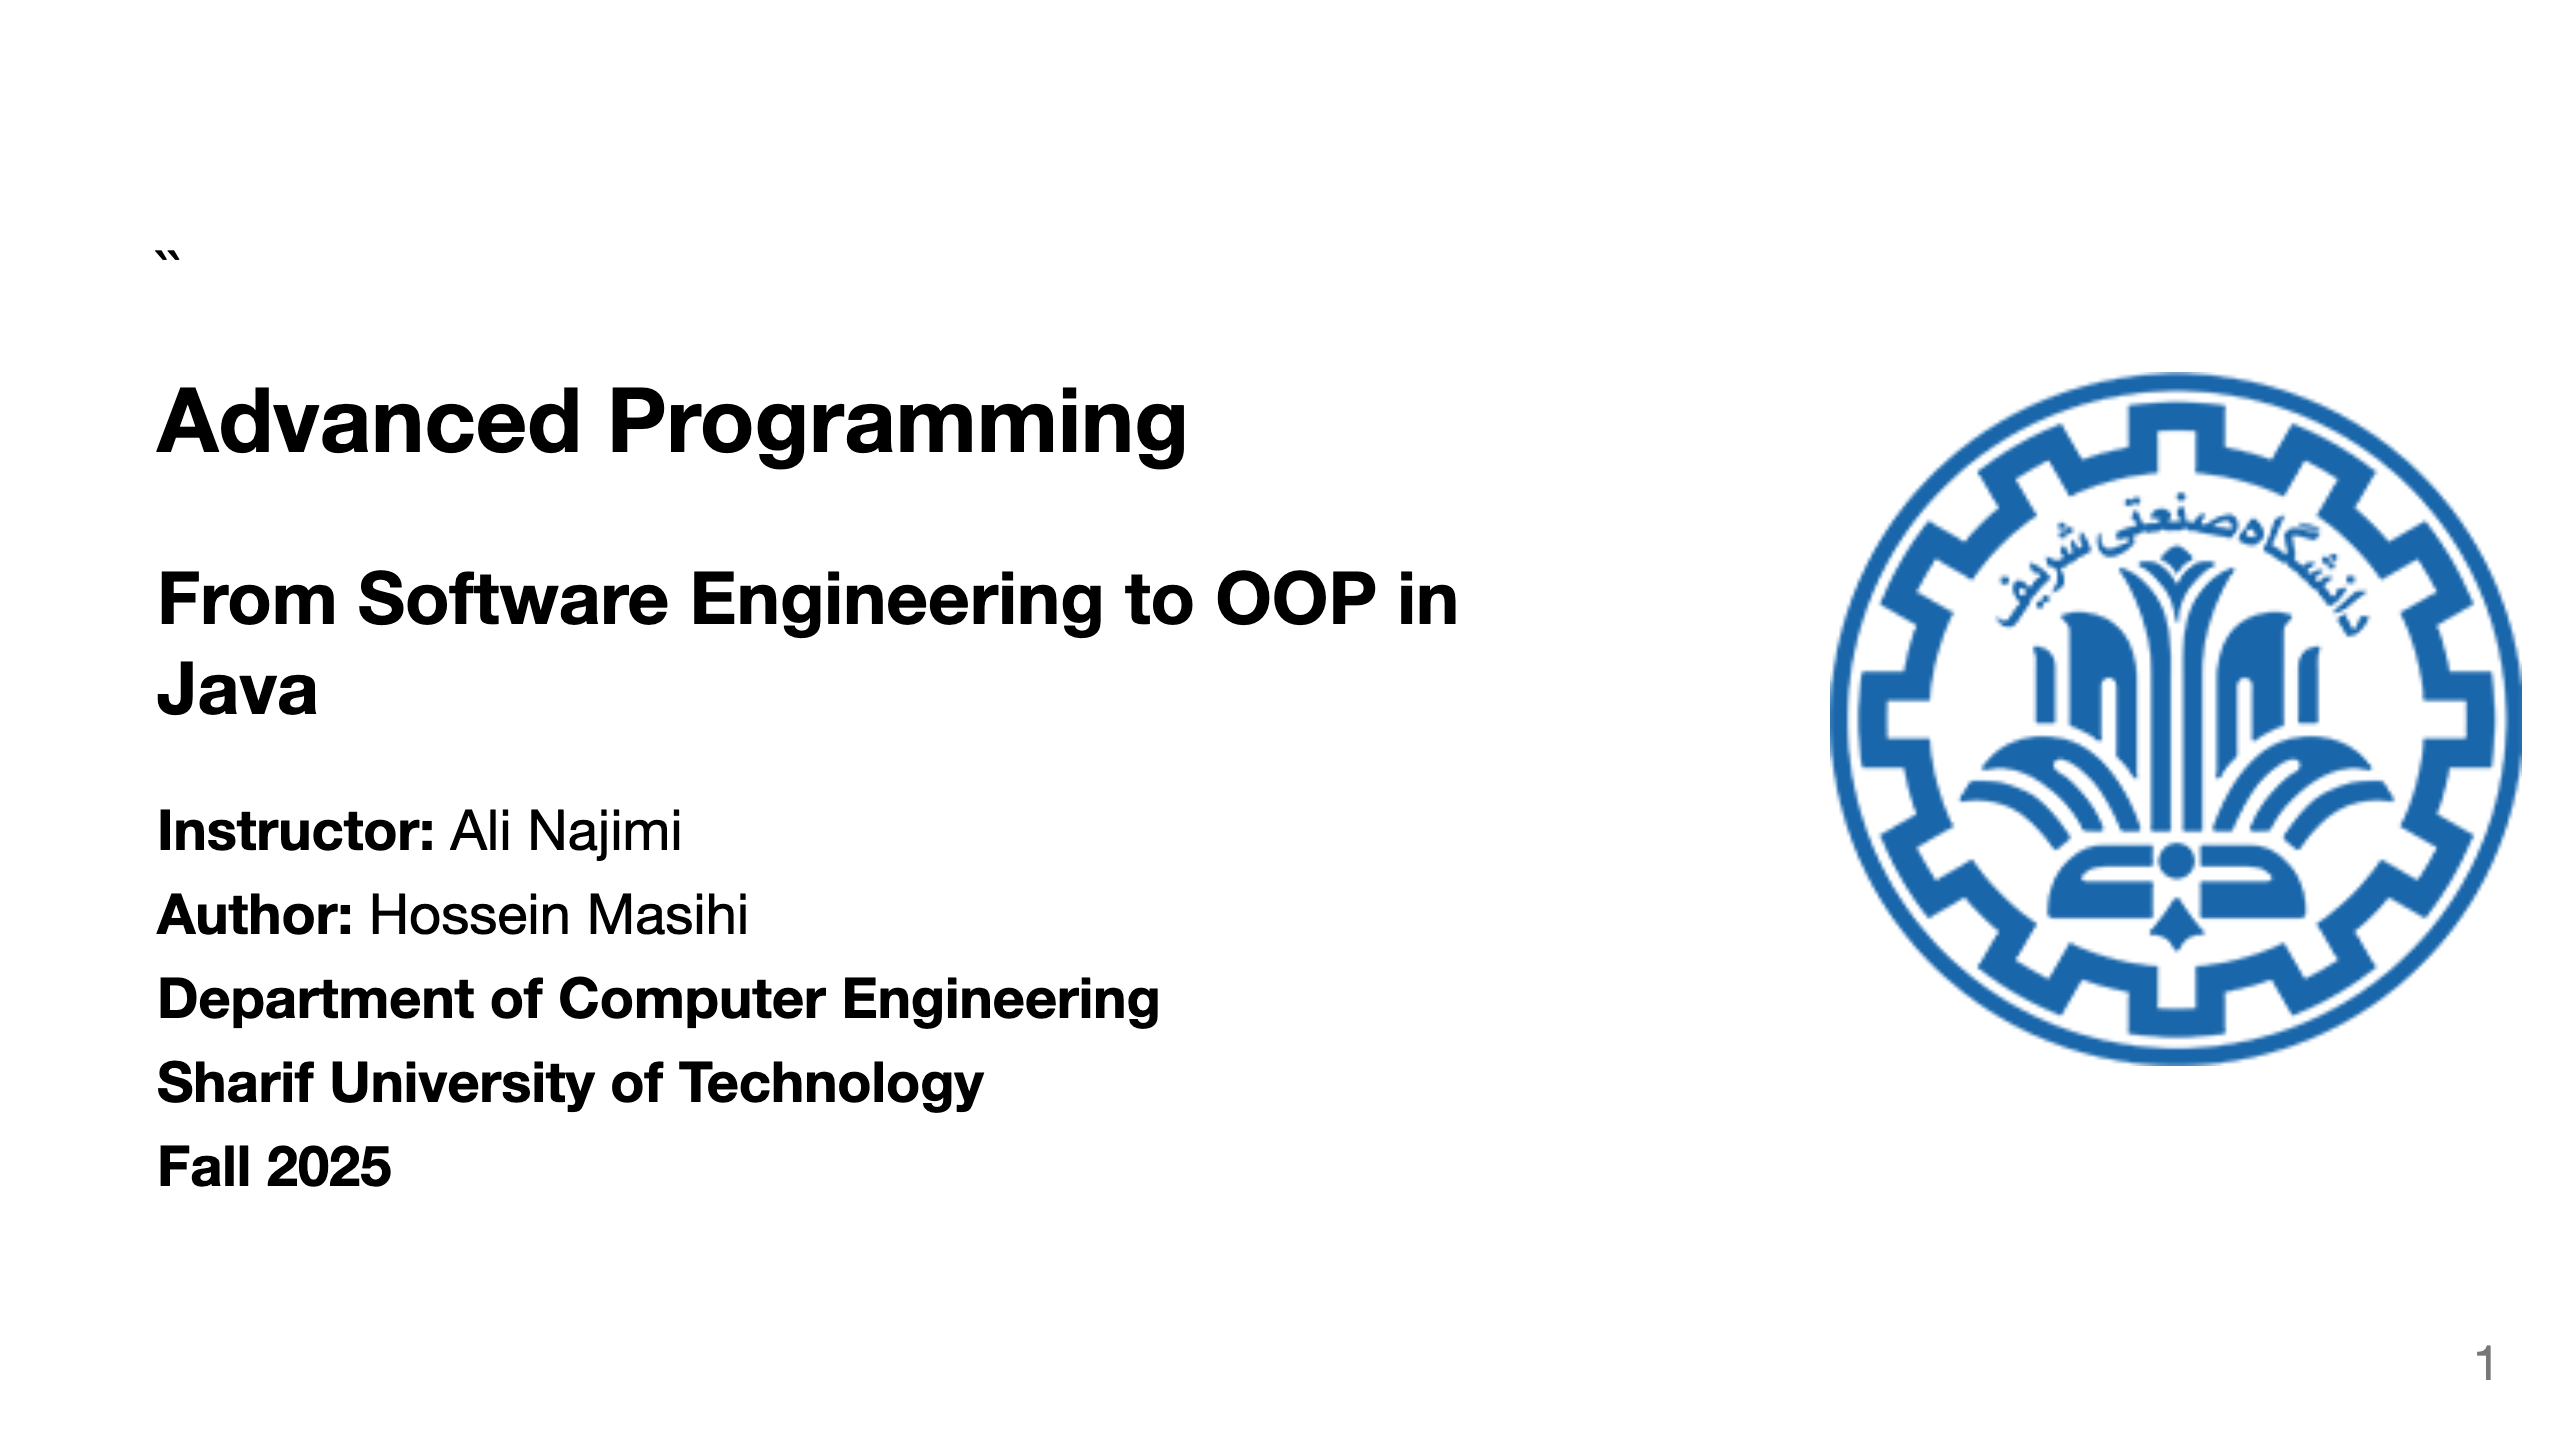 ``
Advanced Programming
From Software Engineering to OOP in
Java
Instructor: Ali Najimi
Author: Hossein Masihi
Department of Computer Engineering
Sharif University of Technology
Fall 2025
دانشگاه صنعتی شریف
1